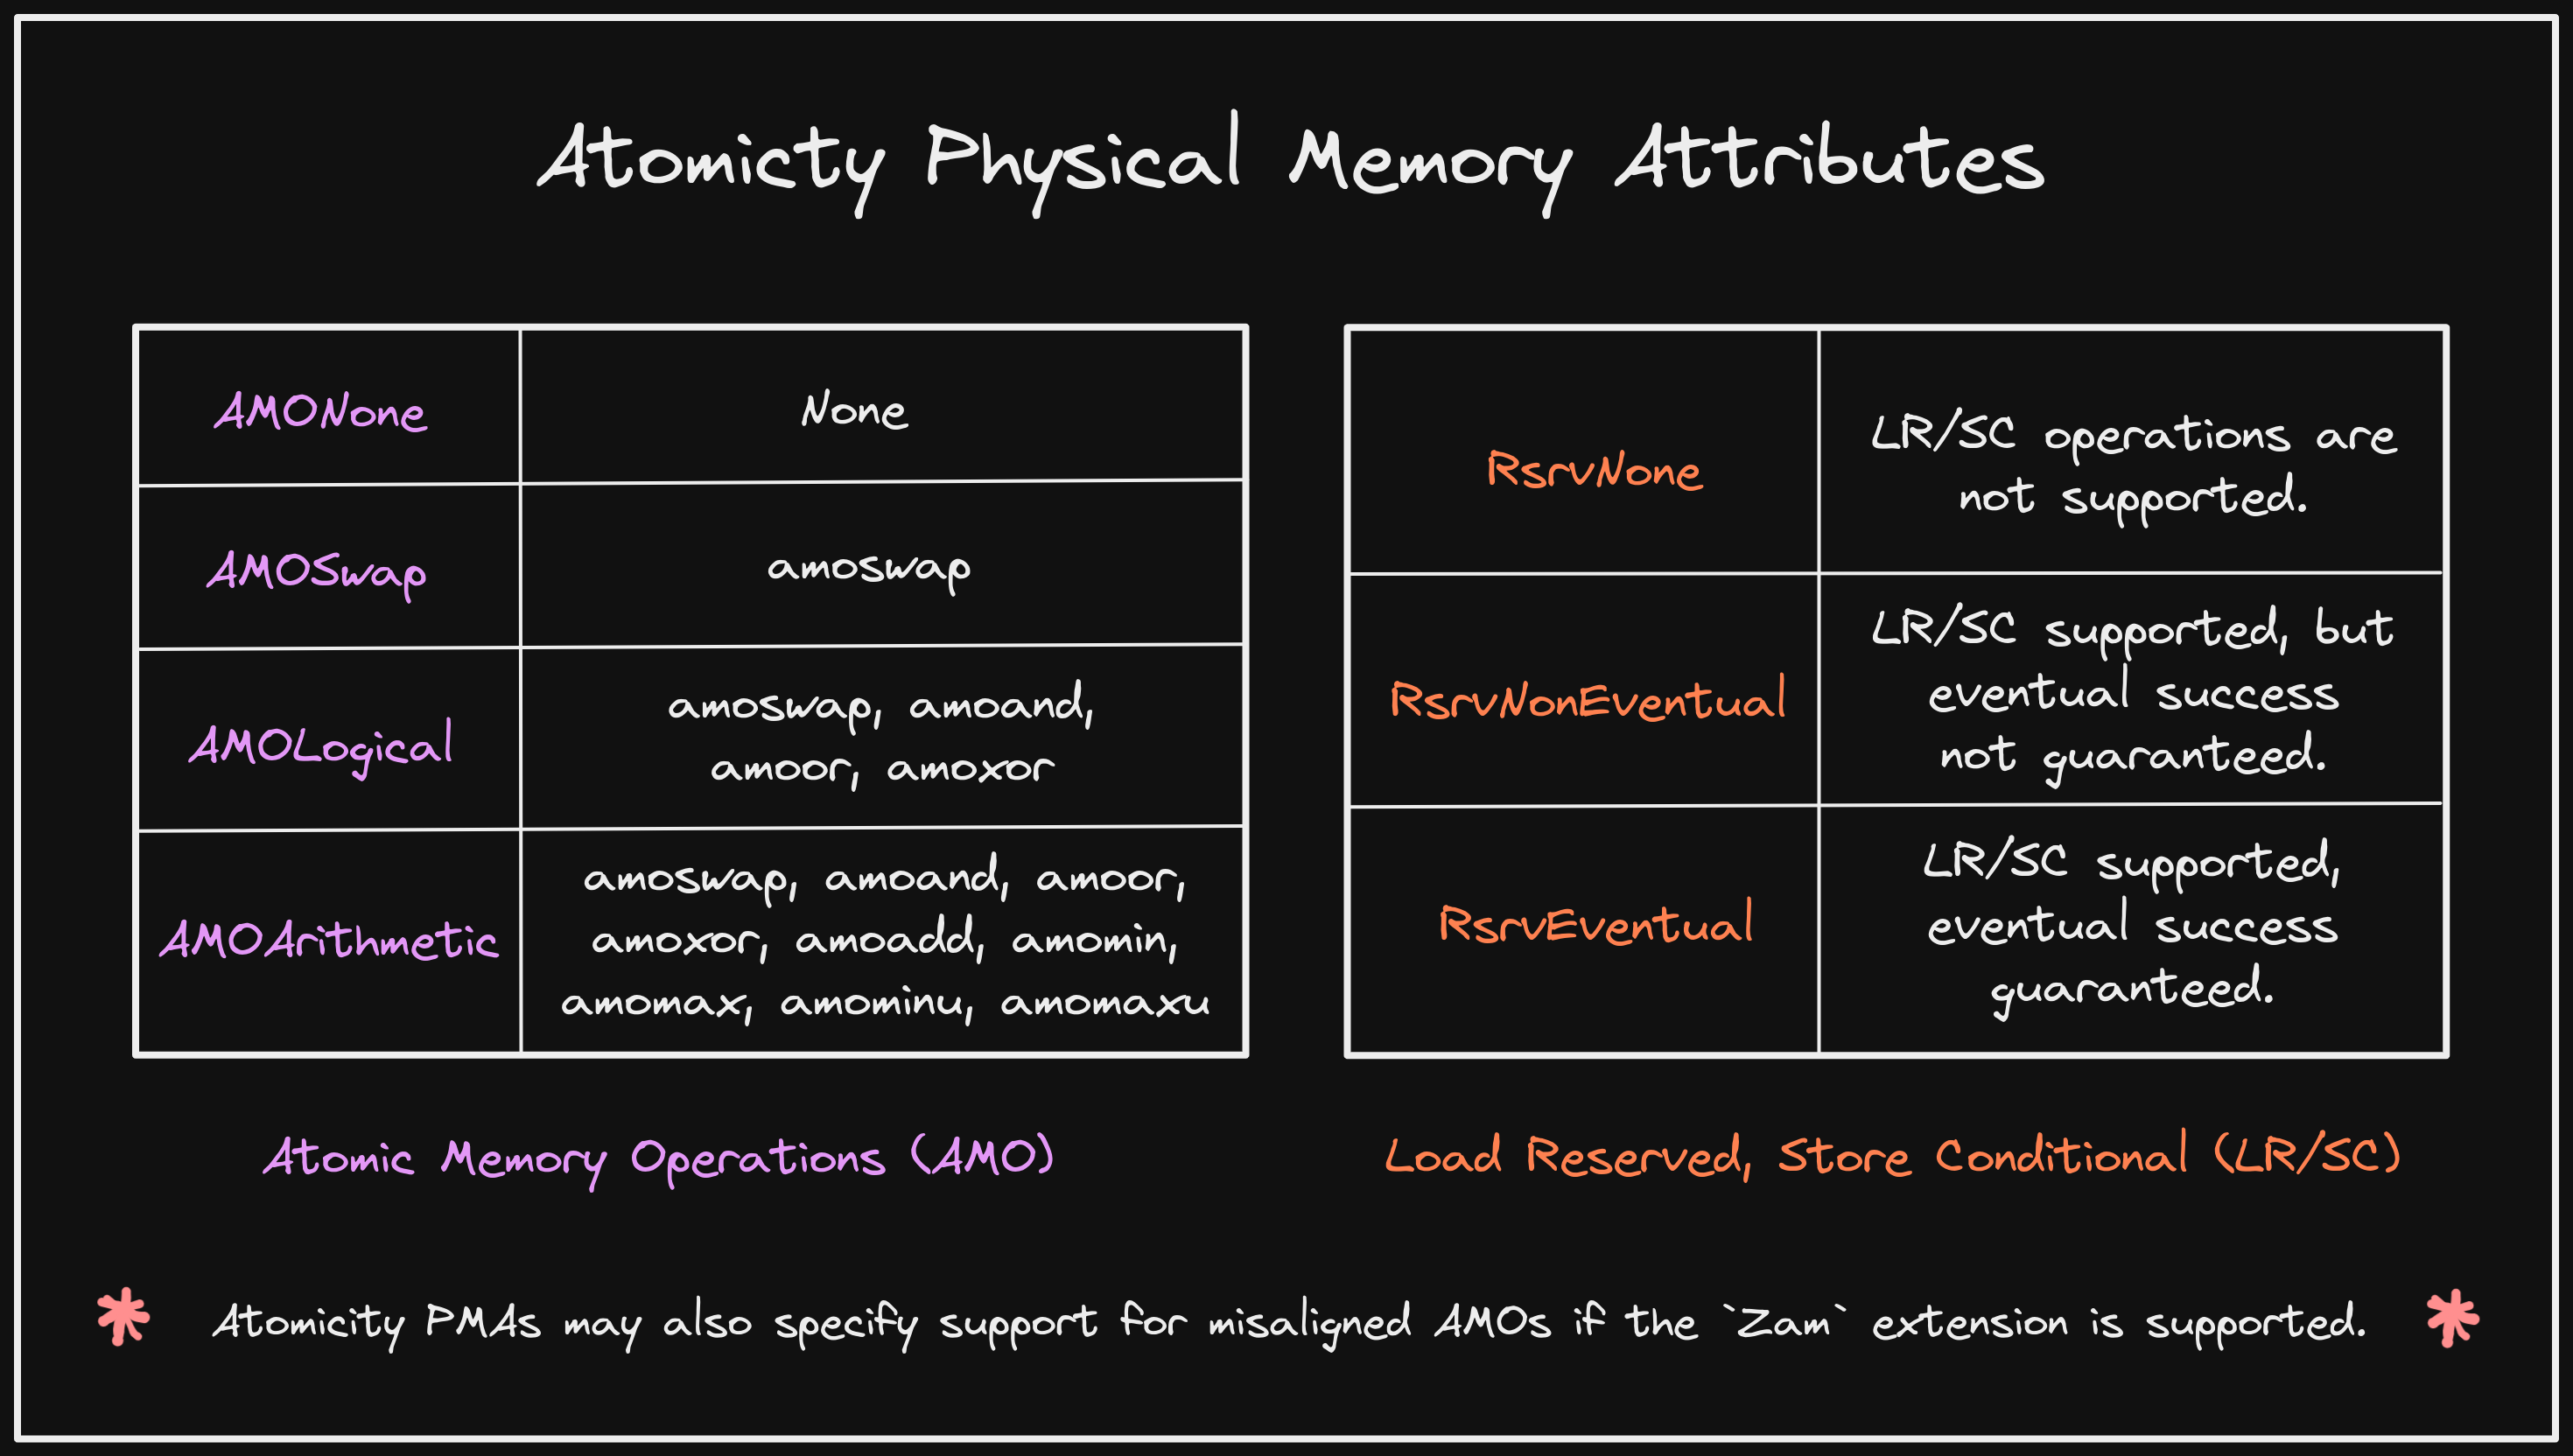 Atomicty Physical Memory Attributes
AMONone
None
AMOSwap
amoswap
AMOLogical
amoswap, amoand,
amoor, amoxor
AMOArithmetic
amoswap, amoand, amoor,
amoxor, amoadd, amomin,
amomax, amominu, amomaxu
Atomic Memory Operations (AMO)
RsrvNone
LR/SC operations are
not supported.
RsrvNonEventual
LR/SC supported, but
eventual success
not guaranteed.
RsrvEventual
LR/SC supported,
eventual success
guaranteed.
Load Reserved, Store Conditional (LR/SC)
* Atomicity PMAs may also specify support for misaligned AMOs if the `Zam` extension is supported. *